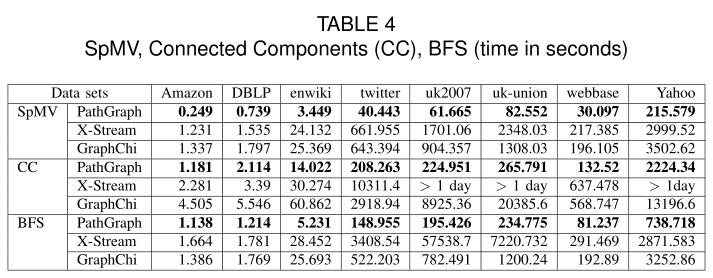 TABLE 4
SpMV, Connected Components (CC), BFS (time in seconds)
Data sets Amazon DBLP enwiki twitter uk2007 uk-union webbase Yahoo
SpMV PathGraph 0.249 0.739 3.449 40.443 61.665 82.552 30.097 215.579
X-Stream 1.231 1.535 24.132 661.955 1701.06 2348.03 217.385 2999.52
GraphChi 1.337 1.797 25.369 643.394 904.357 1308.03 196.105 3502.62
CC PathGraph 1.181 2.114 14.022 208.263 224.951 265.791 132.52 2224.34
X-Stream 2.281 3.39 30.274 10311.4 > 1 day > 1 day 637.478 > 1day
GraphChi 4.505 5.546 60.862 2918.94 8925.36 20385.6 568.747 13196.6
BFS PathGraph 1.138 1.214 5.231 148.955 195.426 234.775 81.237 738.718
X-Stream 1.664 1.781 28.452 3408.54 57538.7 7220.732 291.469 2871.583
GraphChi 1.386 1.769 25.693 522.203 782.491 1200.24 192.89 3252.86